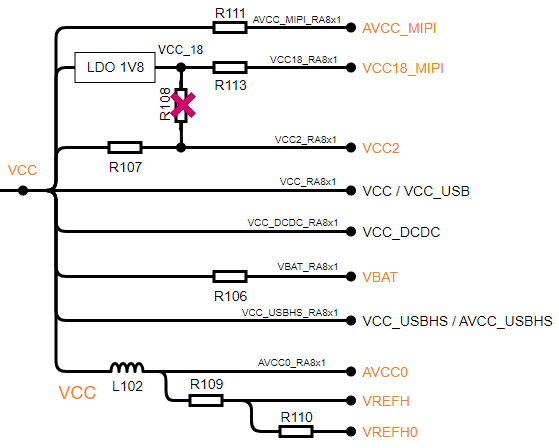 R111
AVCC_MIPI_RA8x1
AVCC_MIPI
LDO 1V8
VCC_18
VCC18_RA8x1
R113
VCC18_MIPI
R108
R107
VCC2_RA8x1
VCC2
VCC
VCC_RA8x1
VCC / VCC_USB
VCC_DCDC_RA8x1
VCC_DCDC
VBAT_RA8x1
R106
VBAT
VCC_USBHS_RA8x1
VCC_USBHS / AVCC_USBHS
AVCC0_RA8x1
AVCC0
L102
VCC
R109
VREFH
R110
VREFH0